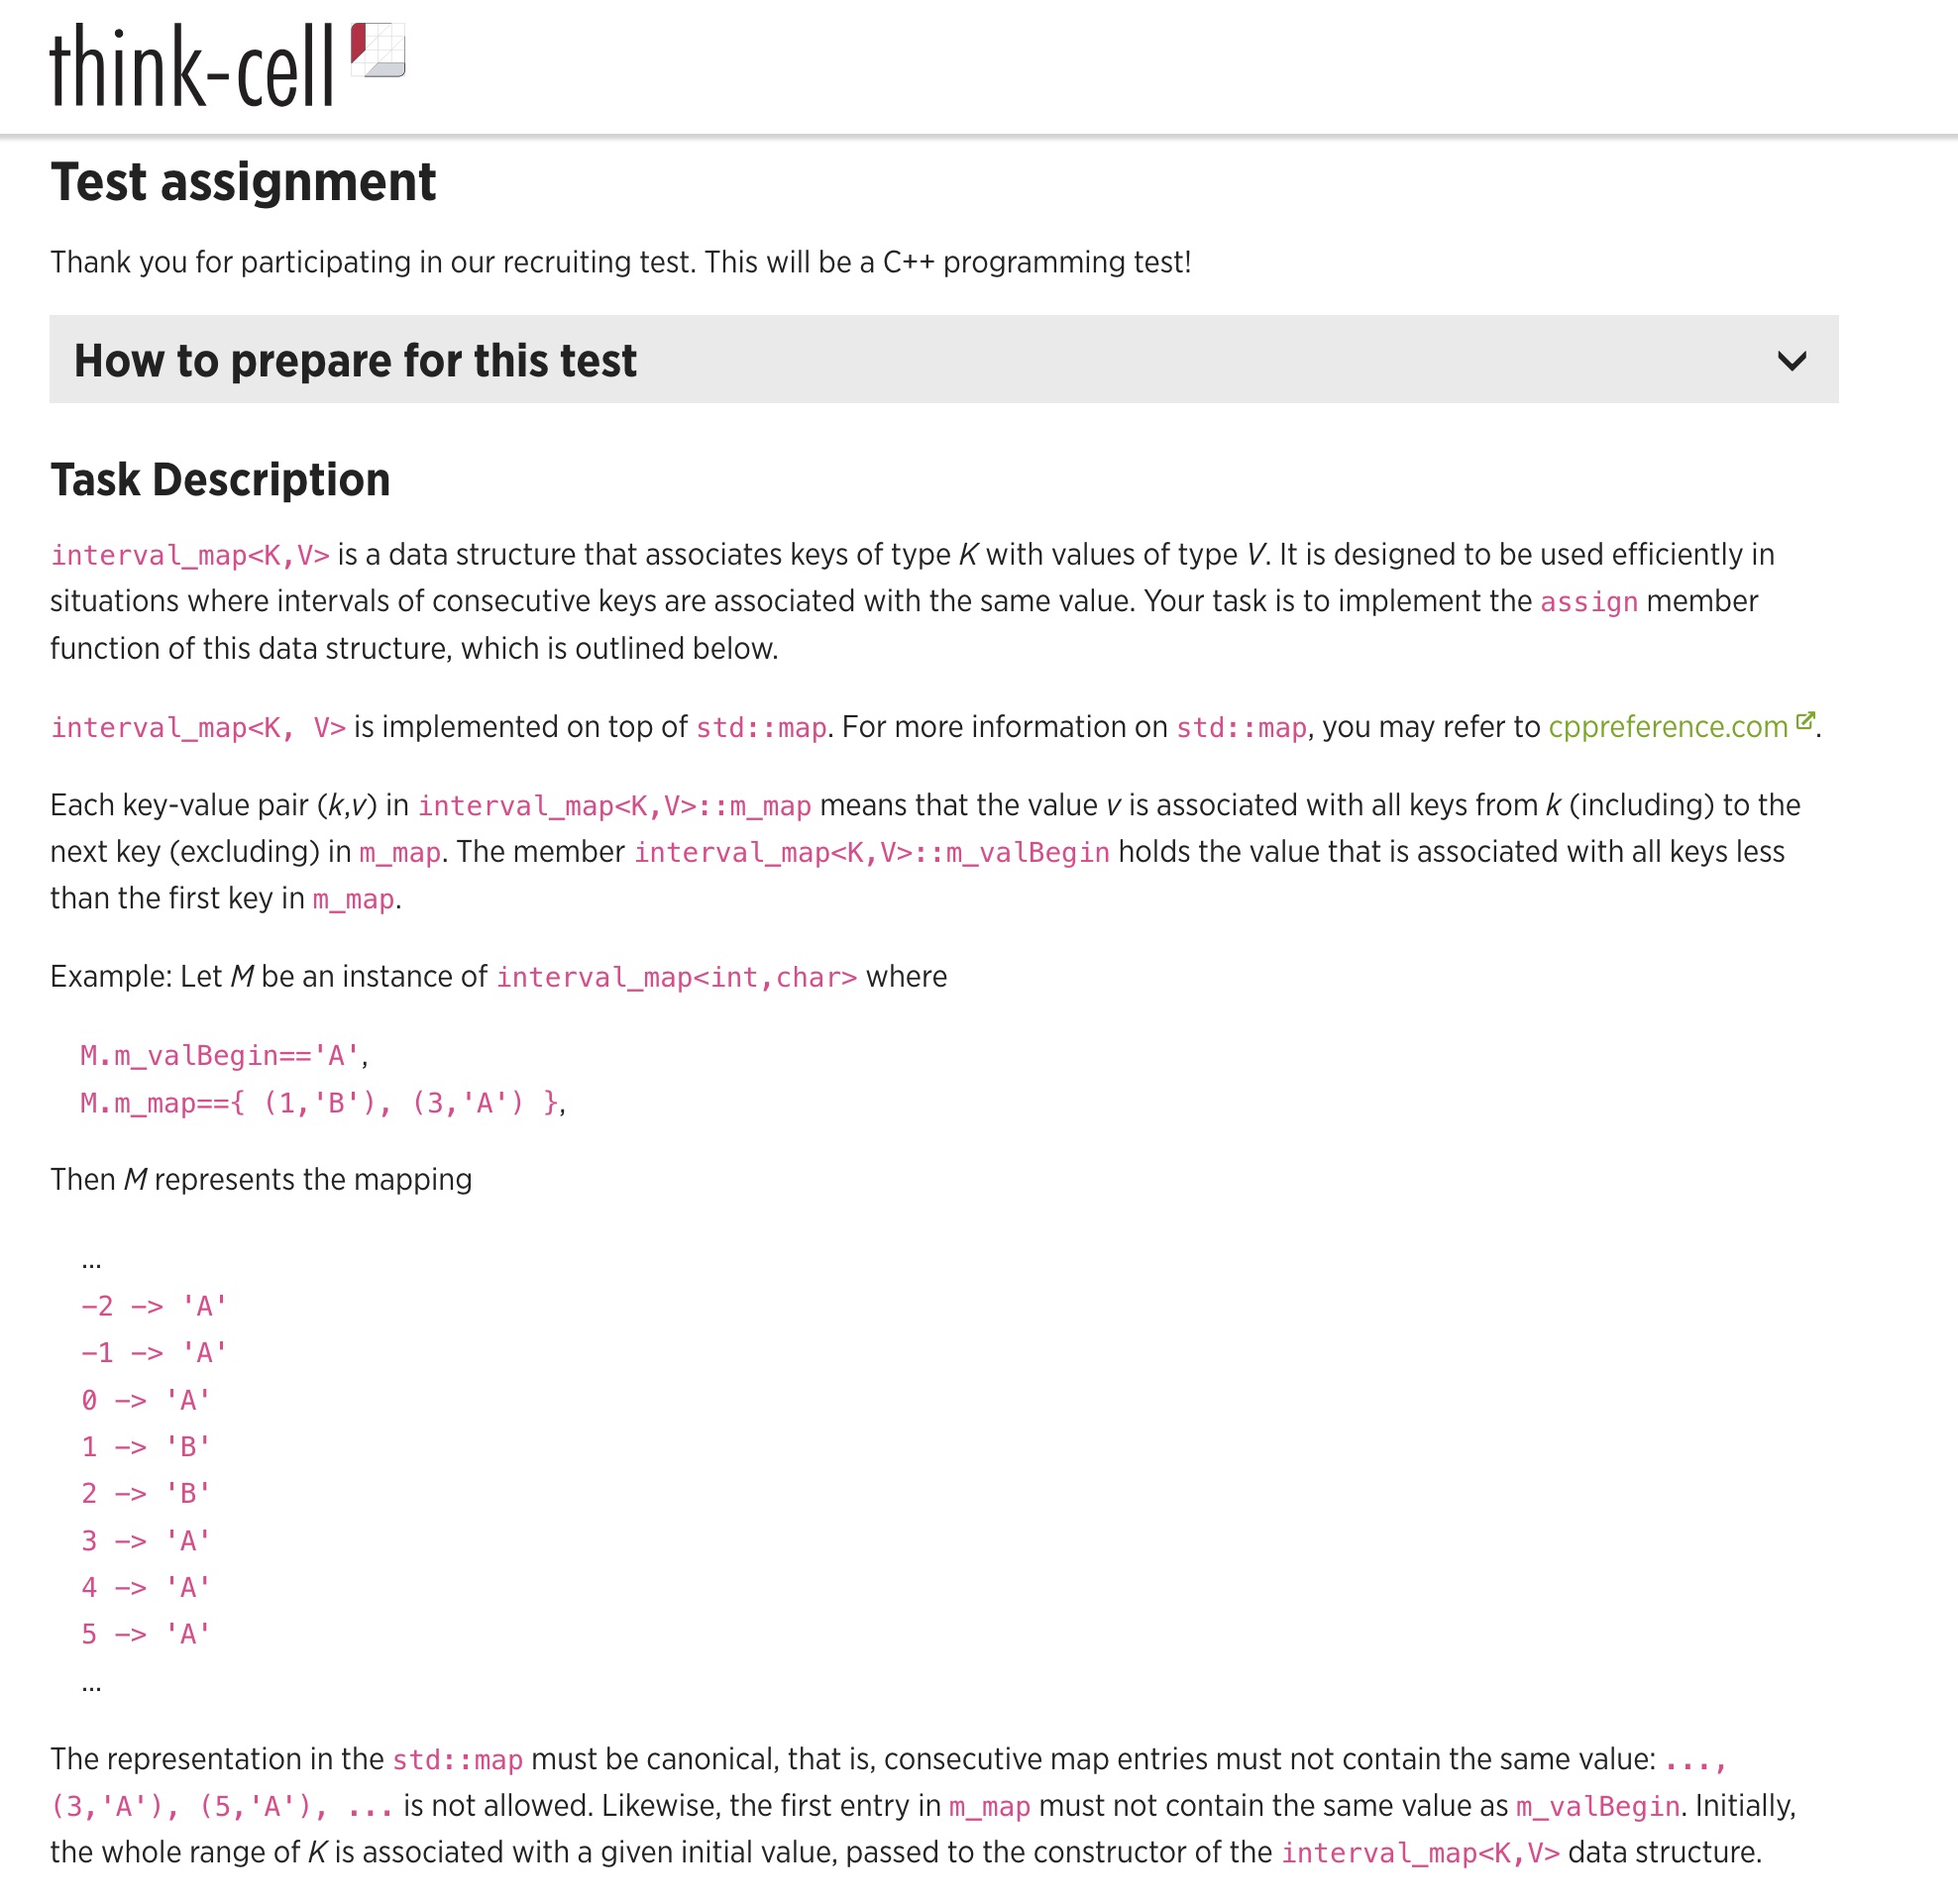 think-cell
Test assignment
Thank you for participating in our recruiting test. This will be a C++ programming test!
How to prepare for this test
Task Description
interval_map<K,V> is a data structure that associates keys of type K with values of type V. It is designed to be used efficiently in
situations where intervals of consecutive keys are associated with the same value. Your task is to implement the assign member
function of this data structure, which is outlined below.
interval_map<K, V> is implemented on top of std::map. For more information on std::map, you may refer to cppreference.com.
Each key-value pair (k,v) in interval_map<K,V>::m_map means that the value v is associated with all keys from k (including) to the
next key (excluding) in m_map. The member interval_map<K,V>::m_valBegin holds the value that is associated with all keys less
than the first key in m_map.
Example: Let M be an instance of interval_map<int,char> where
M.m_valBegin=='A',
M.m_map=={ (1,'B'), (3,'A') },
Then M represents the mapping
...
-2 -> 'A'
-1 -> 'A'
0 -> 'A'
1 -> 'B'
2 -> 'B'
3 -> 'A'
4 -> 'A'
5 -> 'A'
...
The representation in the std::map must be canonical, that is, consecutive map entries must not contain the same value: ...,
(3,'A'), (5,'A'), ... is not allowed. Likewise, the first entry in m_map must not contain the same value as m_valBegin. Initially,
the whole range of K is associated with a given initial value, passed to the constructor of the interval_map<K,V> data structure.